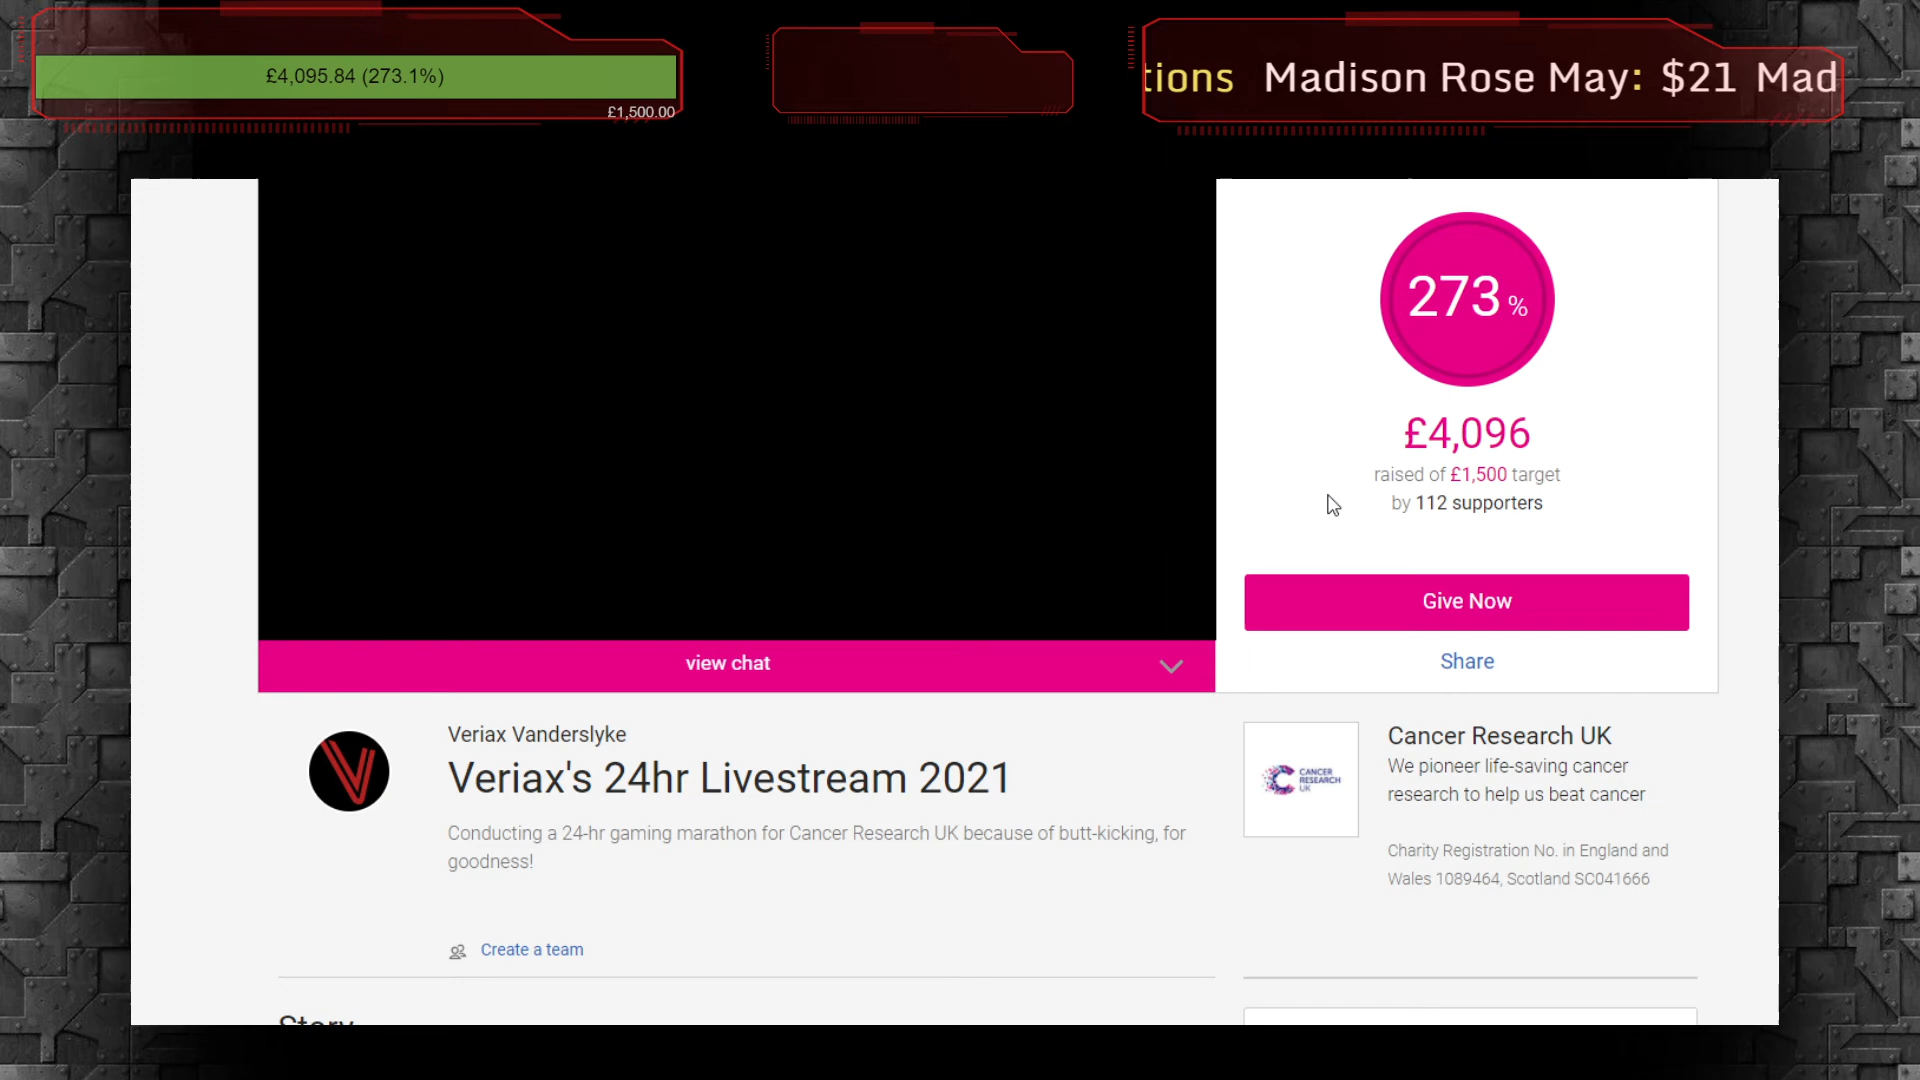 £4,095.84 (273.1%)
£1,500.00
tions Madison Rose May: $21 Mad
273 %
£4,096
raised of £1,500 target
by 112 supporters
Give Now
Share
view chat
Veriax Vanderslyke
Veriax's 24hr Livestream 2021
Conducting a 24-hr gaming marathon for Cancer Research UK because of butt-kicking, for
goodness!
Create a team
CANCER
RESEARCH
UK
Cancer Research UK
We pioneer life-saving cancer
research to help us beat cancer
Charity Registration No. in England and
Wales 1089464, Scotland SC041666
Story